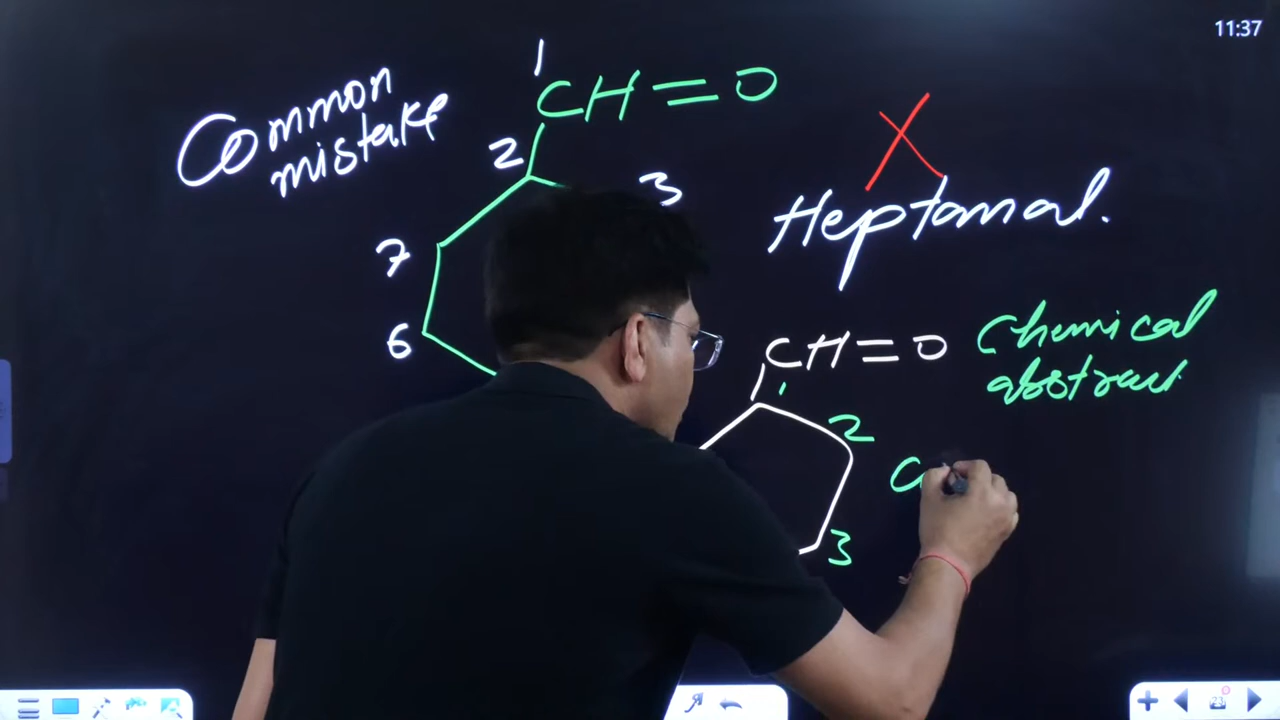 11:37
Common
mistake
1
CH=O
2
3
7
6
X
Heptanal.
CH=O
1
2
3
Chemical
abstract
C